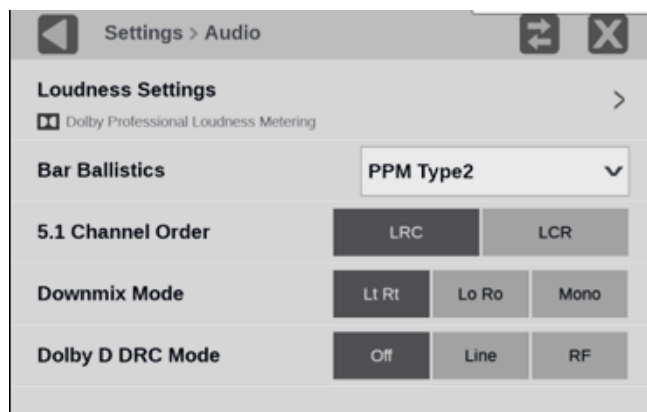 Settings > Audio
X
Loudness Settings
>
Dolby Professional Loudness Metering
Bar Ballistics
PPM Type2
5.1 Channel Order
LRC
LCR
Downmix Mode
Lt Rt
Lo Ro
Mono
Dolby D DRC Mode
Off
Line
RF